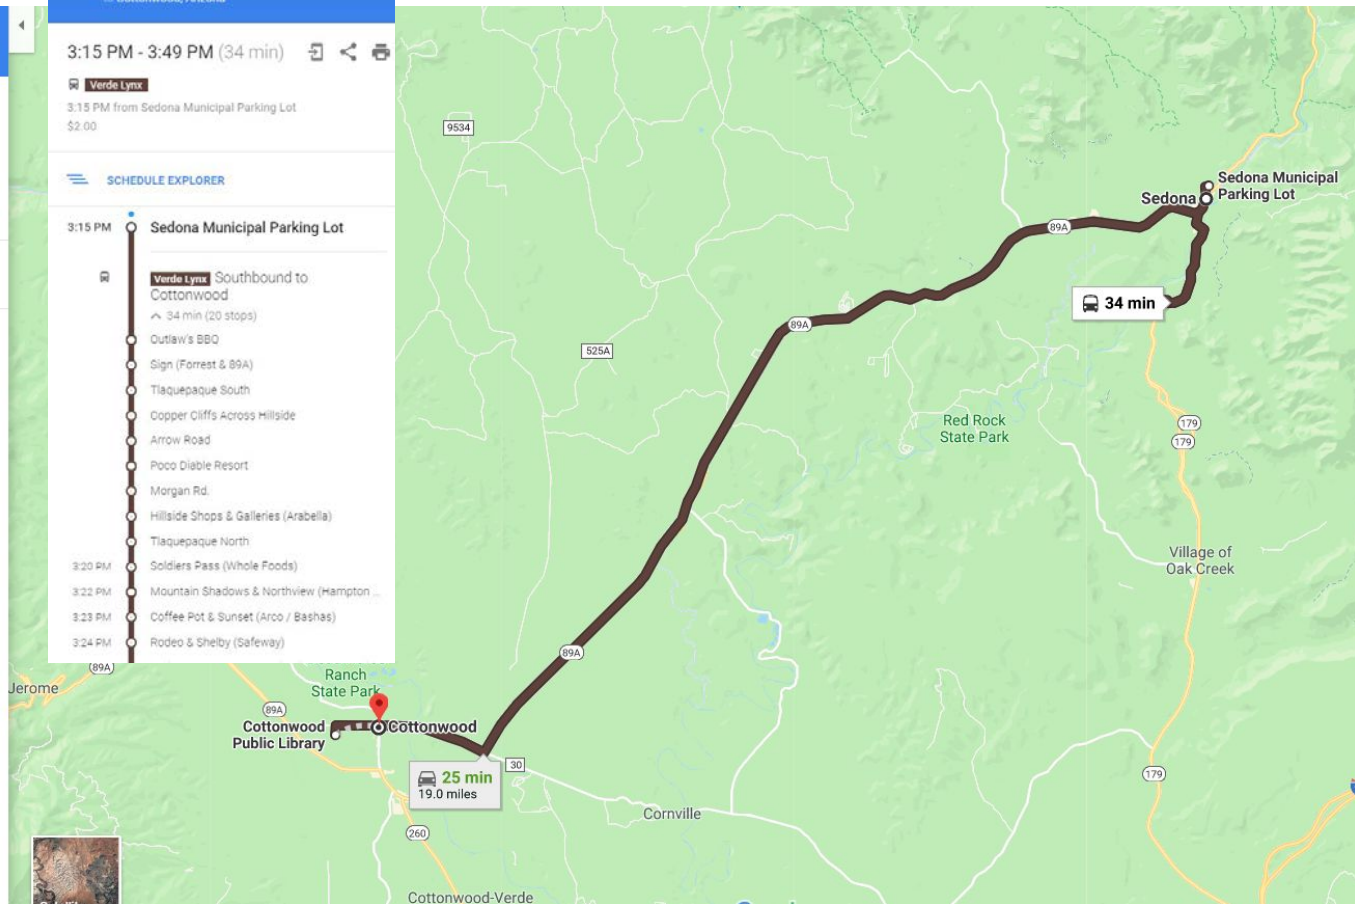 Cottonwood, Arizona
3:15 PM - 3:49 PM (34 min)
Verde Lynx
3:15 PM from Sedona Municipal Parking Lot
$2.00
SCHEDULE EXPLORER
3:15 PM Sedona Municipal Parking Lot
Verde Lynx Southbound to
Cottonwood
34 min (20 stops)
Outlaw's BBQ
Sign (Forrest & 89A)
Tlaquepaque South
Copper Cliffs Across Hillside
Arrow Road
Poco Diable Resort
Morgan Rd.
Hillside Shops & Galleries (Arabella)
Tlaquepaque North
3:20 PM Soldiers Pass (Whole Foods)
3:22 PM Mountain Shadows & Northview (Hampton ...
3:23 PM Coffee Pot & Sunset (Arco / Bashas)
3:24 PM Rodeo & Shelby (Safeway)
9534
Sedona Municipal
Parking Lot
Sedona
89A
34 min
89A
525A
Red Rock
State Park
179
179
Village of
Oak Creek
89A
89A
Jerome
Ranch
State Park
89A
Cottonwood
Public Library
Cottonwood
30
25 min
19.0 miles
179
Cornville
260
Cottonwood-Verde